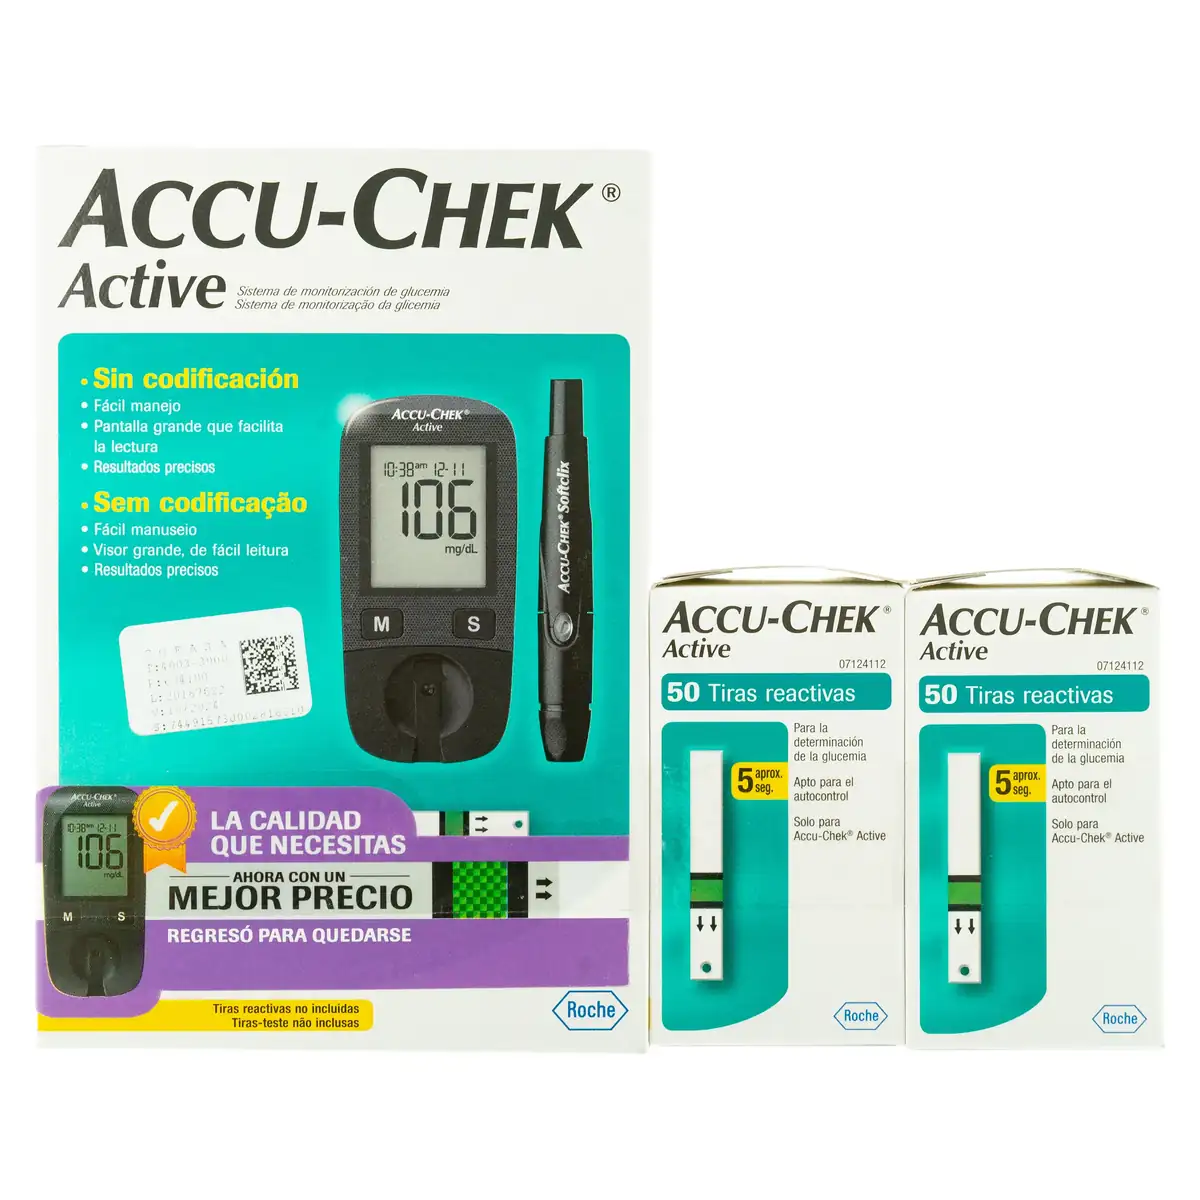 ACCU-CHEK®
Active
Sistema de monitorización de glucemia
Sistema de monitorização da glicemia
• Sin codificación
• Fácil manejo
• Pantalla grande que facilita
la lectura
• Resultados precisos
• Sem codificação
• Fácil manuseio
• Visor grande, de fácil leitura
• Resultados precisos
ACCU-CHEK®
Active
10:38am 12-11
106
mg/dL
M S
ACCU-CHEK® Softclix
ACCU-CHEK®
Active
10:38am 12-11
106
mg/dL
M S
LA CALIDAD
QUE NECESITAS
AHORA CON UN
MEJOR PRECIO
REGRESÓ PARA QUEDARSE
Tiras reactivas no incluidas
Tiras-teste não inclusas
Roche
ACCU-CHEK®
Active
07124112
50 Tiras reactivas
Para la
determinación
de la glucemia
5 aprox.
seg.
Apto para el
autocontrol
Solo para
Accu-Chek® Active
Roche
ACCU-CHEK®
Active
07124112
50 Tiras reactivas
Para la
determinación
de la glucemia
5 aprox.
seg.
Apto para el
autocontrol
Solo para
Accu-Chek® Active
Roche